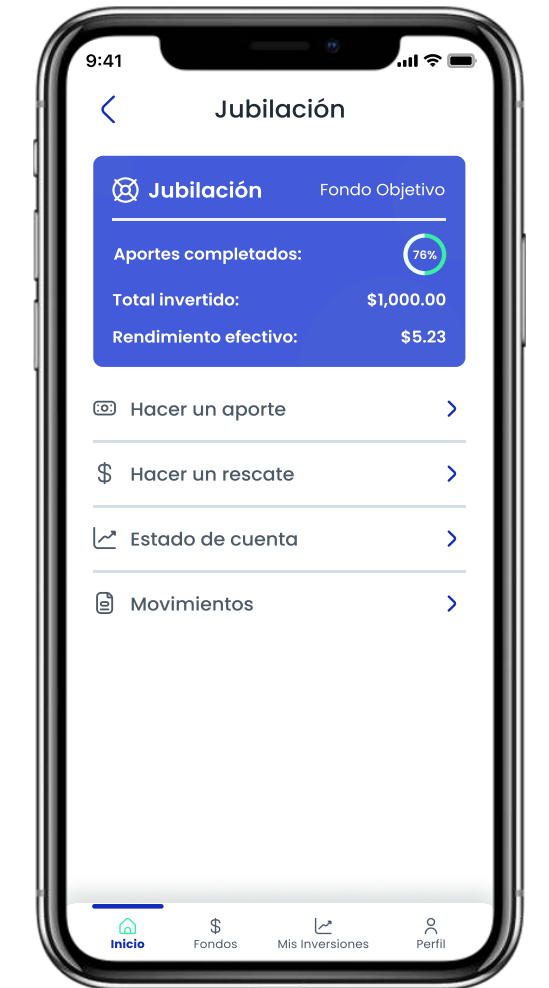 9:41
Jubilación
Jubilación Fondo Objetivo
Aportes completados: 76%
Total invertido: $1,000.00
Rendimiento efectivo: $5.23
Hacer un aporte
Hacer un rescate
Estado de cuenta
Movimientos
Inicio Fondos Mis Inversiones Perfil